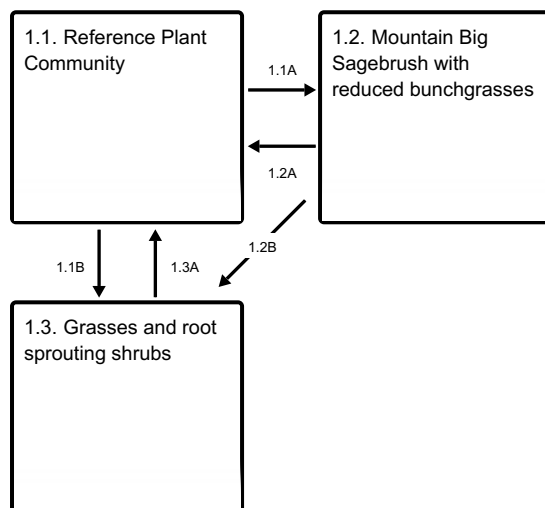 1.1. Reference Plant
Community
1.1A
1.2. Mountain Big
Sagebrush with
reduced bunchgrasses
1.2A
1.2B
1.1B
1.3A
1.3. Grasses and root
sprouting shrubs